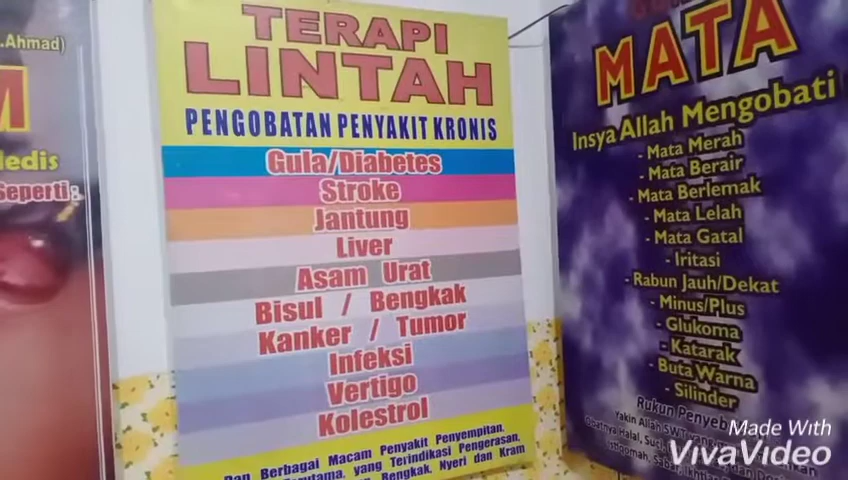 .Ahmad)
M
Medis
Seperti:
TERAPI
LINTAH
PENGOBATAN PENYAKIT KRONIS
Gula/Diabetes
Stroke
Jantung
Liver
Asam Urat
Bisul / Bengkak
Kanker / Tumor
Infeksi
Vertigo
Kolestrol
Dan Berbagai Macam Penyakit Penyempitan,
yang Terindikasi Pengerasan,
Bengkak, Nyeri dan Kram
MATA
Insya Allah Mengobati
- Mata Merah
- Mata Berair
- Mata Berlemak
- Mata Lelah
- Mata Gatal
- Iritasi
- Rabun Jauh/Dekat
- Minus/Plus
- Glukoma
- Katarak
- Buta Warna
- Silinder
Rukun
Yakin Allah SWT
Halal, Suci,
Istiqomah, Sabar,
Made With
VivaVideo